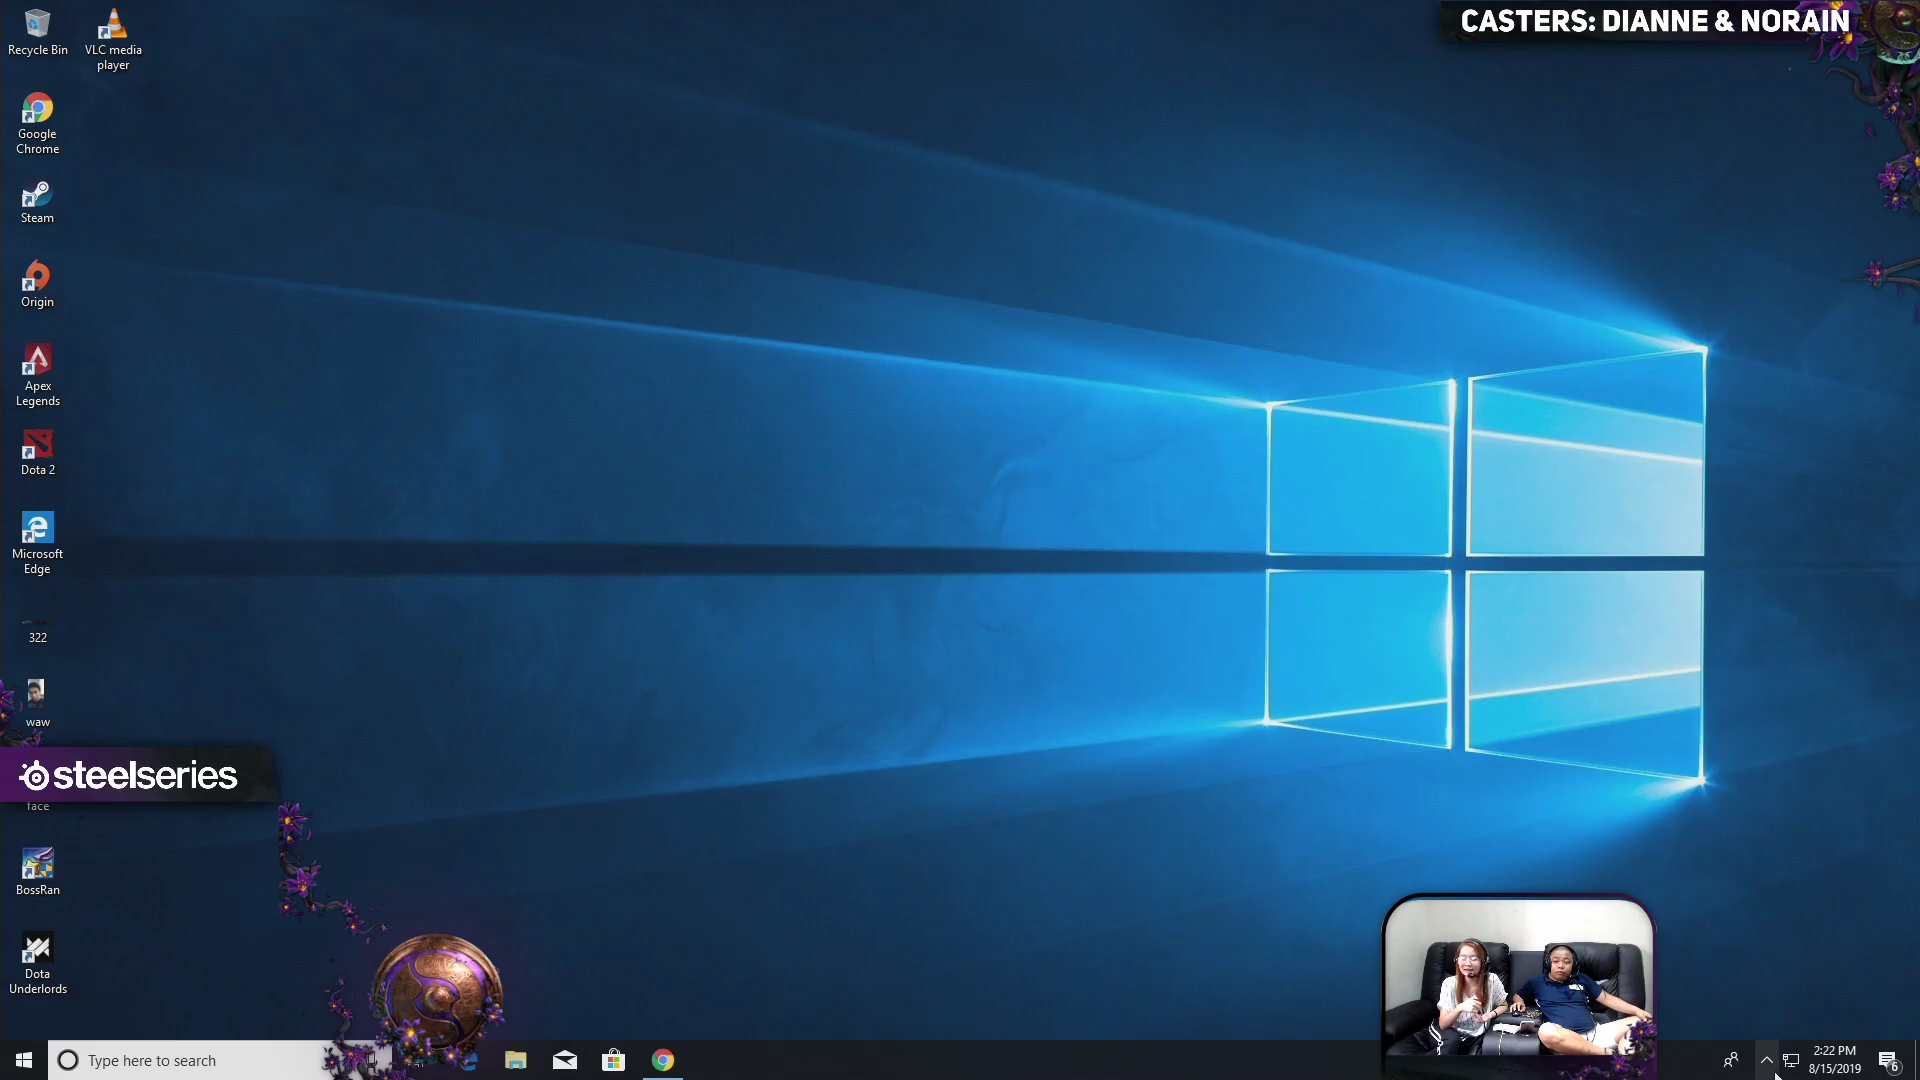 CASTERS: DIANNE & NORAIN
Recycle Bin
VLC media
player
Google
Chrome
Steam
Origin
Apex
Legends
Dota 2
Microsoft
Edge
322
waw
steelseries
face
BossRan
Dota
Underlords
Type here to search
2:22 PM
8/15/2019
6